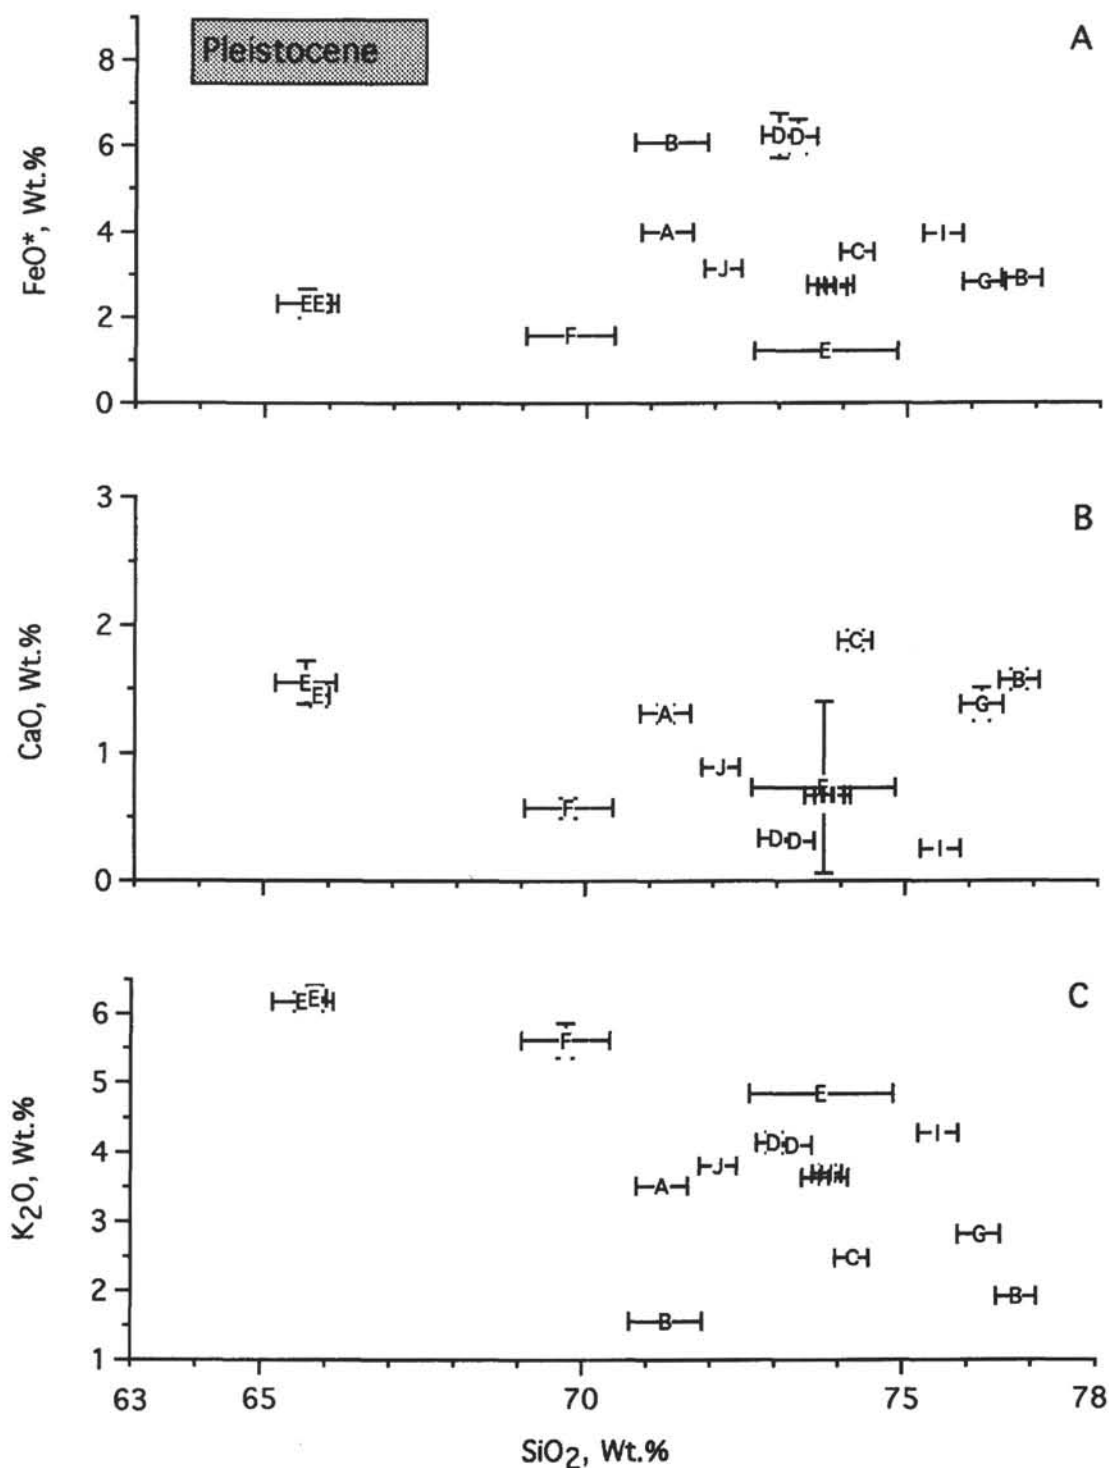 A
Pleistocene
8
6
4
2
0
FeO*, Wt.%
B D D
A C I
J G B
E E F E
B
3
2
1
0
CaO, Wt.%
C
E E A G B
J
F E
D D I
C
6
5
4
3
2
1
K2O, Wt.%
E E
F
E
D D I
J
A
G
C
B B
63 65 70 75 78
SiO2, Wt.%